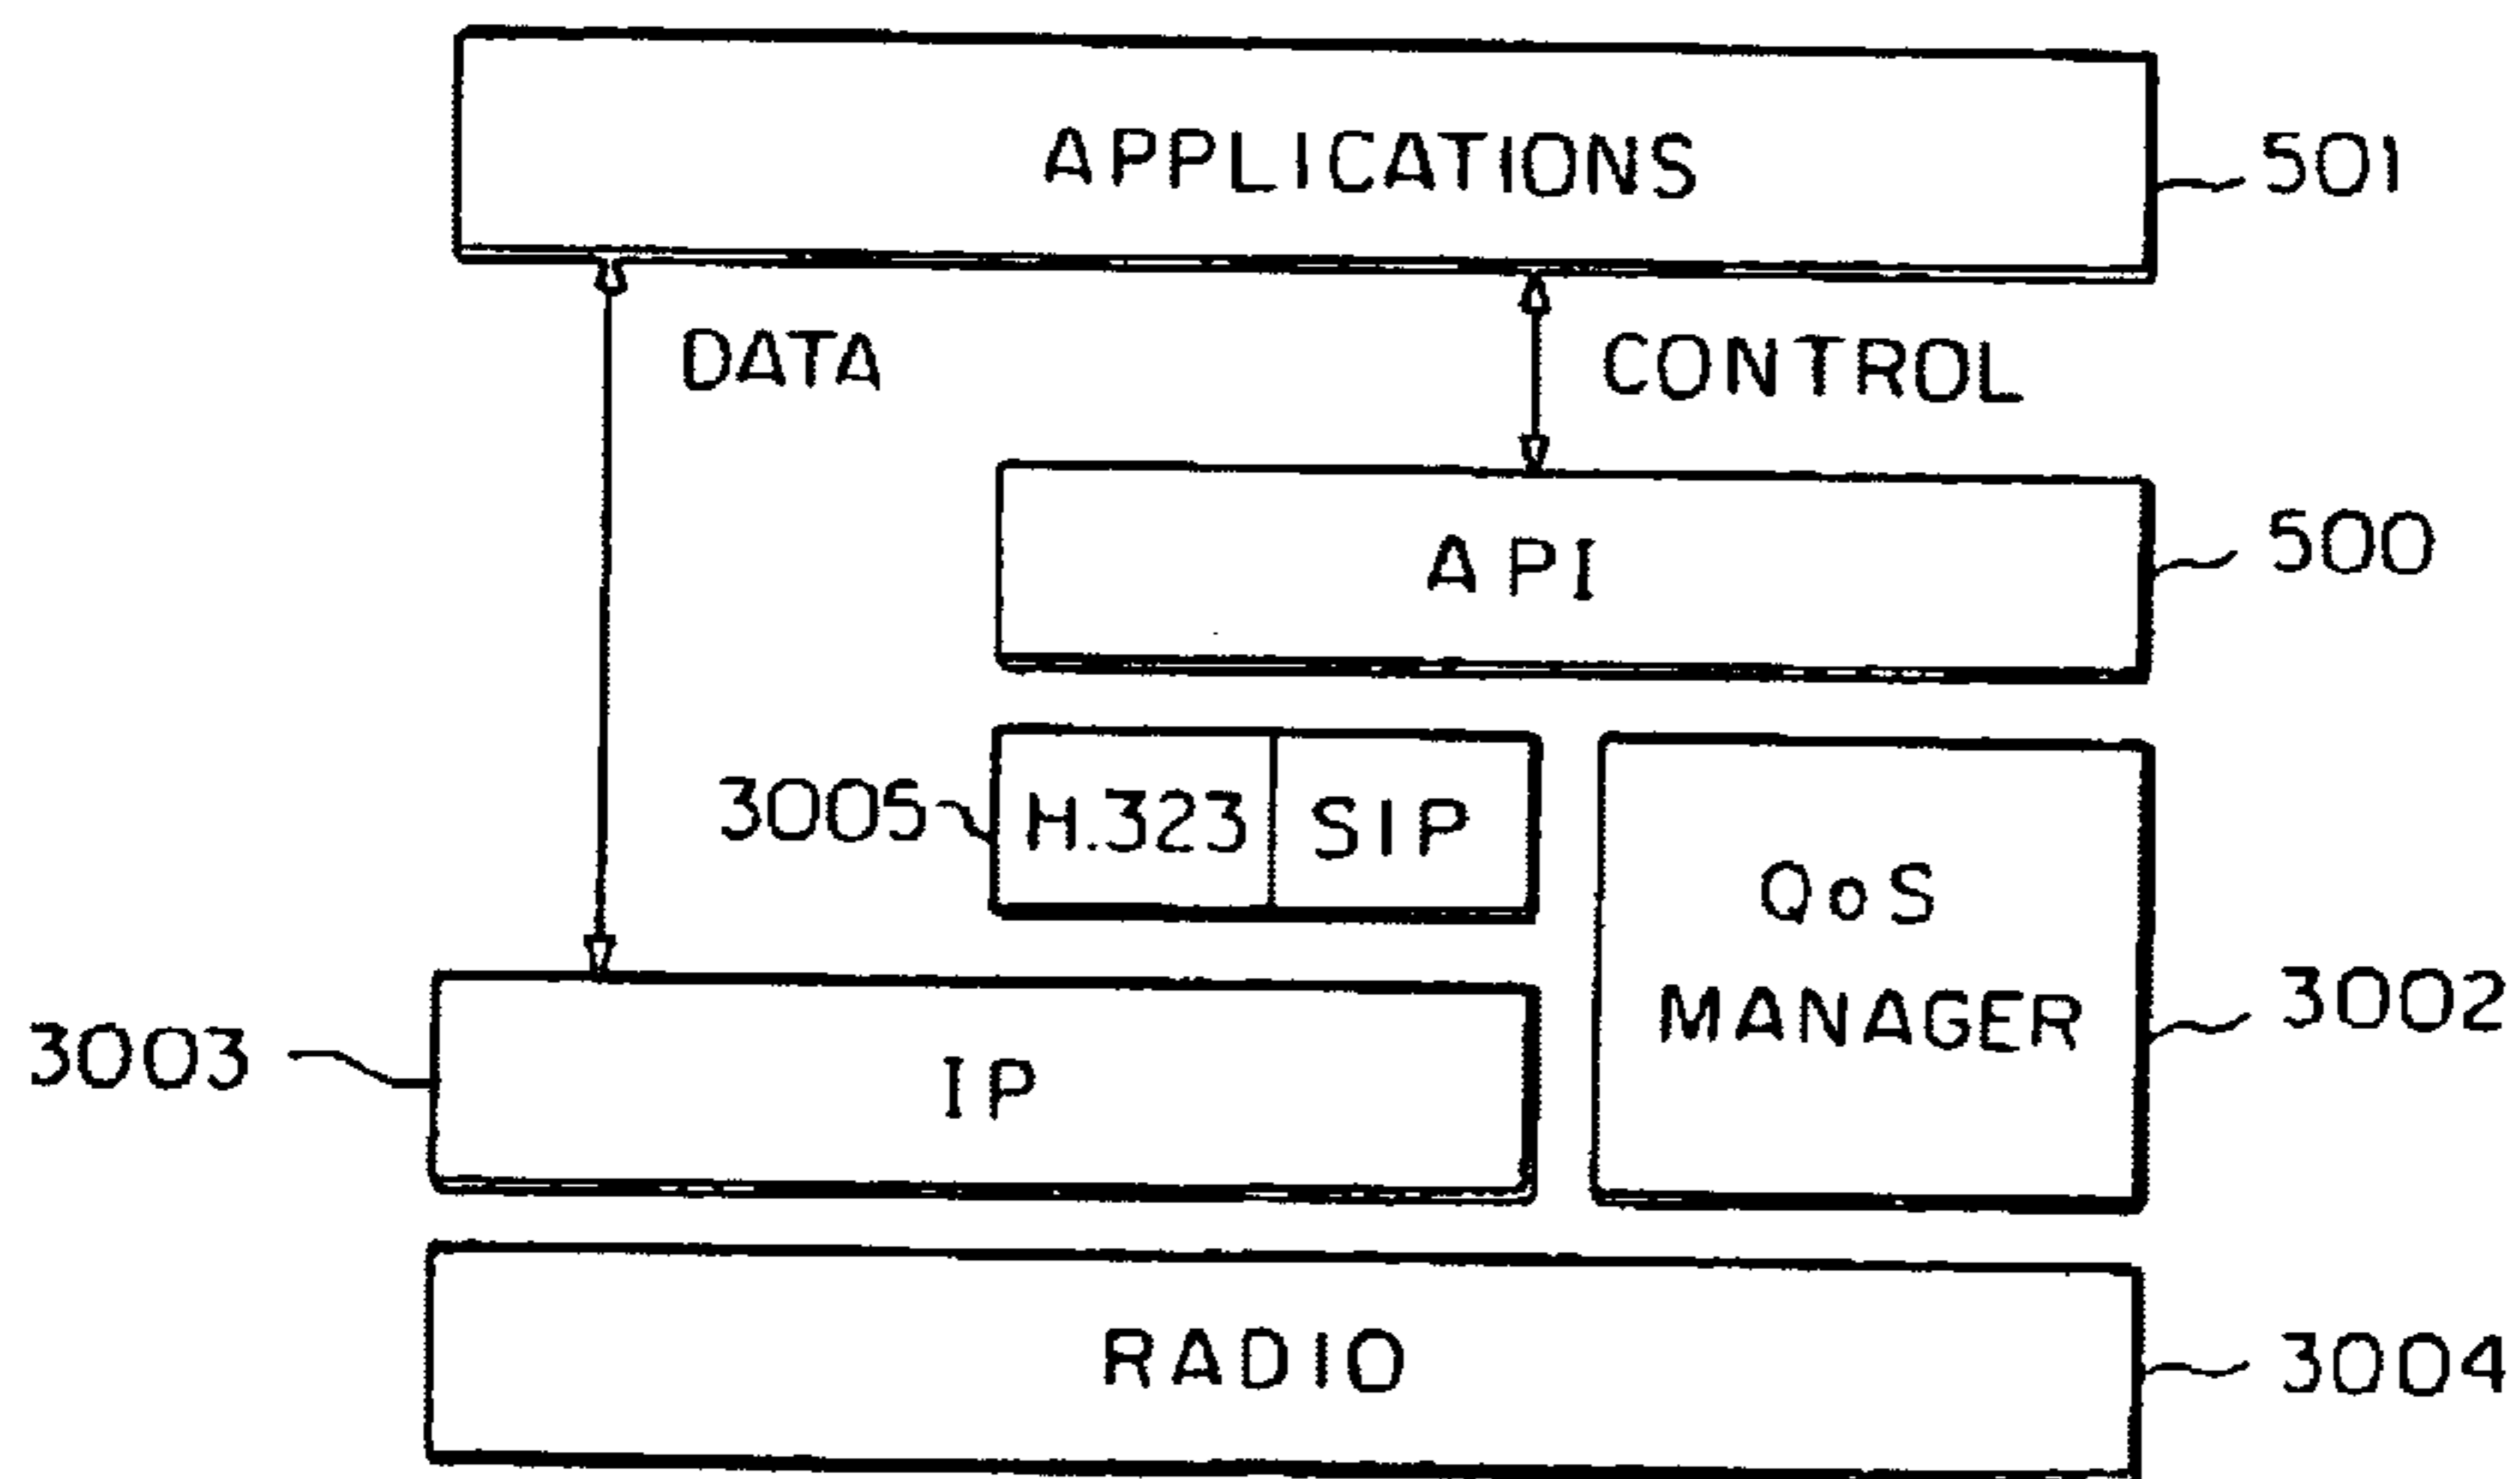 APPLICATIONS
501
DATA
CONTROL
API
500
3005
H.323
SIP
QoS
MANAGER
3002
3003
IP
RADIO
3004